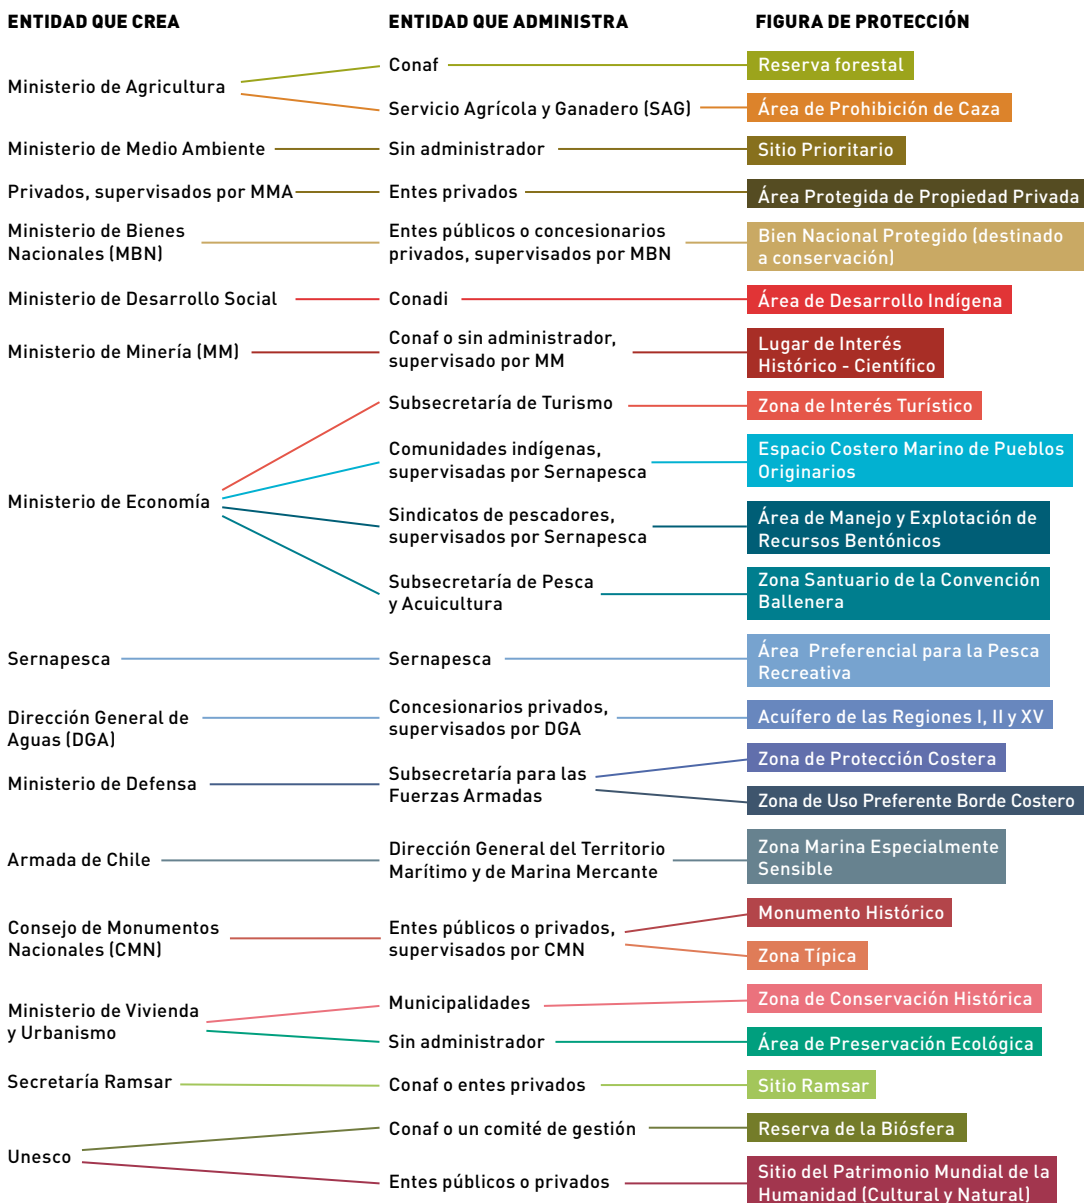 ENTIDAD QUE CREA
ENTIDAD QUE ADMINISTRA
FIGURA DE PROTECCIÓN
Ministerio de Agricultura
Conaf
Reserva forestal
Servicio Agrícola y Ganadero (SAG)
Área de Prohibición de Caza
Ministerio de Medio Ambiente
Sin administrador
Sitio Prioritario
Privados, supervisados por MMA
Entes privados
Área Protegida de Propiedad Privada
Ministerio de Bienes
Nacionales (MBN)
Entes públicos o concesionarios
privados, supervisados por MBN
Bien Nacional Protegido (destinado
a conservación)
Ministerio de Desarrollo Social
Conadi
Área de Desarrollo Indígena
Ministerio de Minería (MM)
Conaf o sin administrador,
supervisado por MM
Lugar de Interés
Histórico - Científico
Ministerio de Economía
Subsecretaría de Turismo
Zona de Interés Turístico
Comunidades indígenas,
supervisadas por Sernapesca
Espacio Costero Marino de Pueblos
Originarios
Sindicatos de pescadores,
supervisados por Sernapesca
Área de Manejo y Explotación de
Recursos Bentónicos
Subsecretaría de Pesca
y Acuicultura
Zona Santuario de la Convención
Ballenera
Sernapesca
Sernapesca
Área Preferencial para la Pesca
Recreativa
Dirección General de
Aguas (DGA)
Concesionarios privados,
supervisados por DGA
Acuífero de las Regiones I, II y XV
Ministerio de Defensa
Subsecretaría para las
Fuerzas Armadas
Zona de Protección Costera
Zona de Uso Preferente Borde Costero
Armada de Chile
Dirección General del Territorio
Marítimo y de Marina Mercante
Zona Marina Especialmente
Sensible
Consejo de Monumentos
Nacionales (CMN)
Entes públicos o privados,
supervisados por CMN
Monumento Histórico
Zona Típica
Ministerio de Vivienda
y Urbanismo
Municipalidades
Zona de Conservación Histórica
Sin administrador
Área de Preservación Ecológica
Secretaría Ramsar
Conaf o entes privados
Sitio Ramsar
Unesco
Conaf o un comité de gestión
Reserva de la Biósfera
Entes públicos o privados
Sitio del Patrimonio Mundial de la
Humanidad (Cultural y Natural)